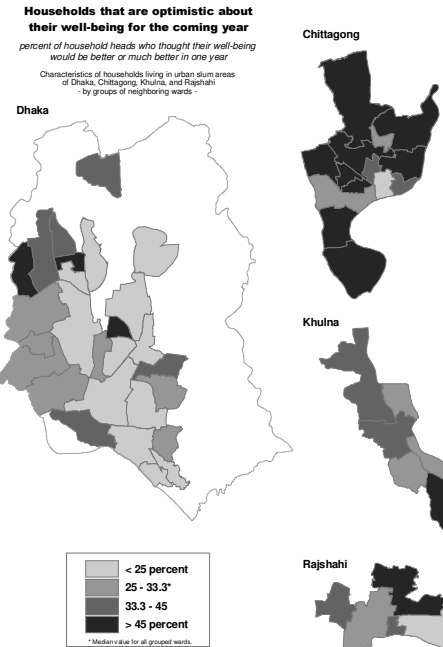 Households that are optimistic about
their well-being for the coming year
percent of household heads who thought their well-being
would be better or much better in one year
Characteristics of households living in urban slum areas
of Dhaka, Chittagong, Khulna, and Rajshahi
- by groups of neighboring wards -
Dhaka
Chittagong
Khulna
Rajshahi
< 25 percent
25 - 33.3*
33.3 - 45
> 45 percent
* Median value for all grouped wards.